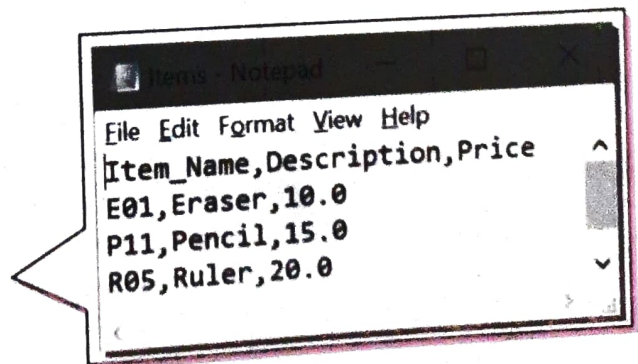 Items - Notepad
File Edit Format View Help
Item_Name,Description,Price
E01,Eraser,10.0
P11,Pencil,15.0
R05,Ruler,20.0